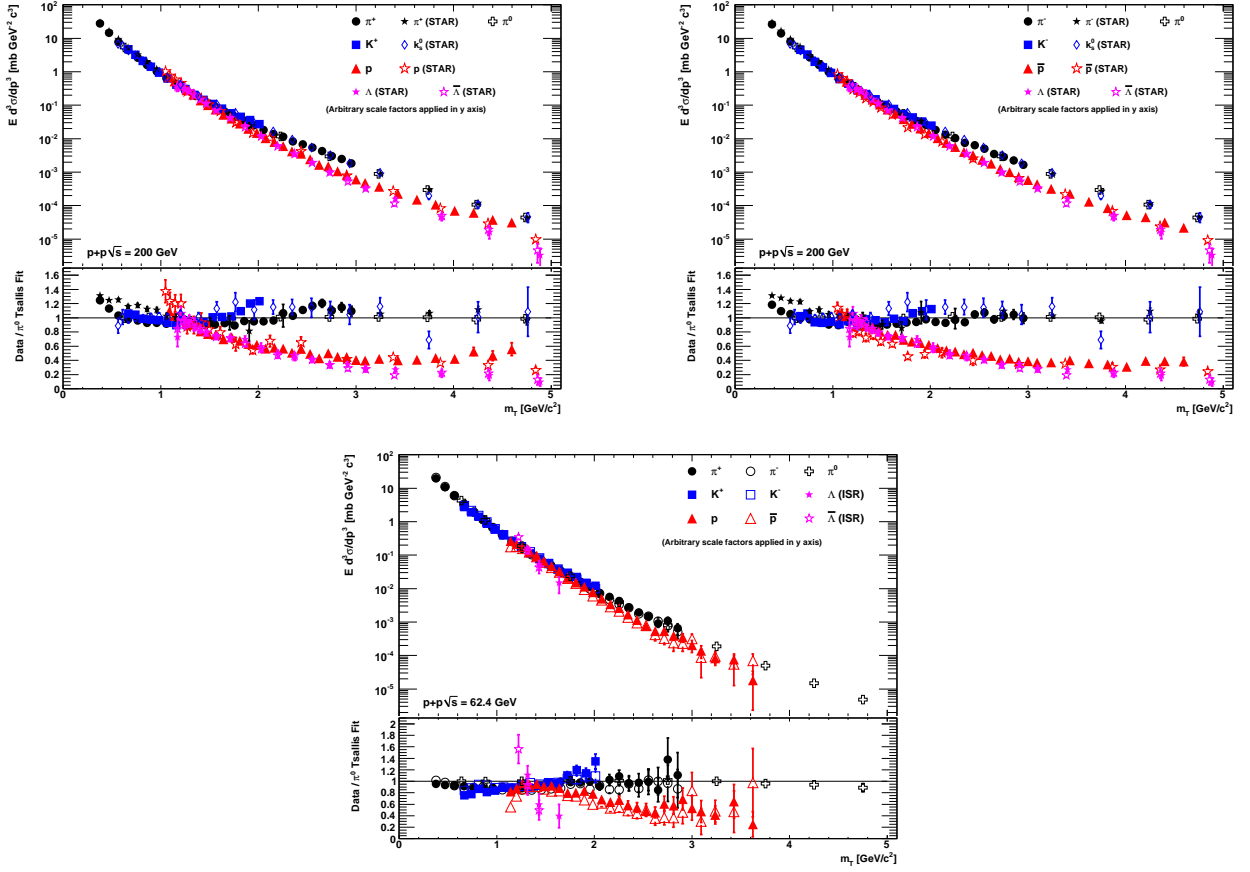 E d³σ/dp³ [mb GeV⁻² c³]
10²
10
1
10⁻¹
10⁻²
10⁻³
10⁻⁴
10⁻⁵
π⁺ π⁺ (STAR) π⁰
K⁺ k⁰ₛ (STAR)
p p (STAR)
Λ (STAR) Λ̅ (STAR)
(Arbitrary scale factors applied in y axis)
p+p √s = 200 GeV
Data / π⁰ Tsallis Fit
1.6
1.4
1.2
1
0.8
0.6
0.4
0.2
0
0 1 2 3 4 5
m_T [GeV/c²]
E d³σ/dp³ [mb GeV⁻² c³]
10²
10
1
10⁻¹
10⁻²
10⁻³
10⁻⁴
10⁻⁵
π⁻ π⁻ (STAR) π⁰
K⁻ k⁰ₛ (STAR)
p̅ p̅ (STAR)
Λ (STAR) Λ̅ (STAR)
(Arbitrary scale factors applied in y axis)
p+p √s = 200 GeV
Data / π⁰ Tsallis Fit
1.6
1.4
1.2
1
0.8
0.6
0.4
0.2
0
0 1 2 3 4 5
m_T [GeV/c²]
E d³σ/dp³ [mb GeV⁻² c³]
10²
10
1
10⁻¹
10⁻²
10⁻³
10⁻⁴
10⁻⁵
π⁺ π⁻ π⁰
K⁺ K⁻ Λ (ISR)
p p̅ Λ̅ (ISR)
(Arbitrary scale factors applied in y axis)
p+p √s = 62.4 GeV
Data / π⁰ Tsallis Fit
2
1.8
1.6
1.4
1.2
1
0.8
0.6
0.4
0.2
0
0 1 2 3 4 5
m_T [GeV/c²]